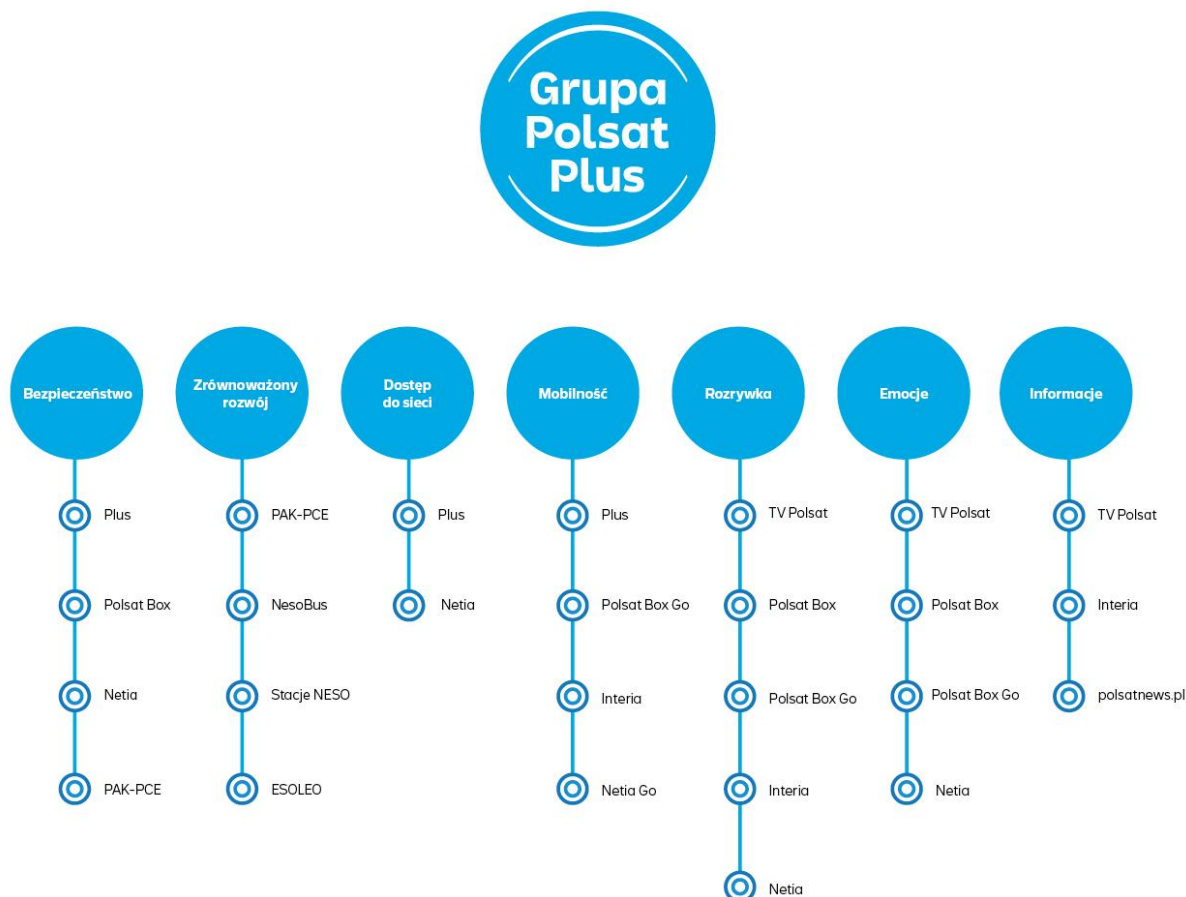 Grupa
Polsat
Plus
Bezpieczeństwo
Plus
Polsat Box
Netia
PAK-PCE
Zrównoważony
rozwój
PAK-PCE
NesoBus
Stacje NESO
ESOLEO
Dostęp
do sieci
Plus
Netia
Mobilność
Plus
Polsat Box Go
Interia
Netia Go
Rozrywka
TV Polsat
Polsat Box
Polsat Box Go
Interia
Netia
Emocje
TV Polsat
Polsat Box
Polsat Box Go
Netia
Informacje
TV Polsat
Interia
polsatnews.pl